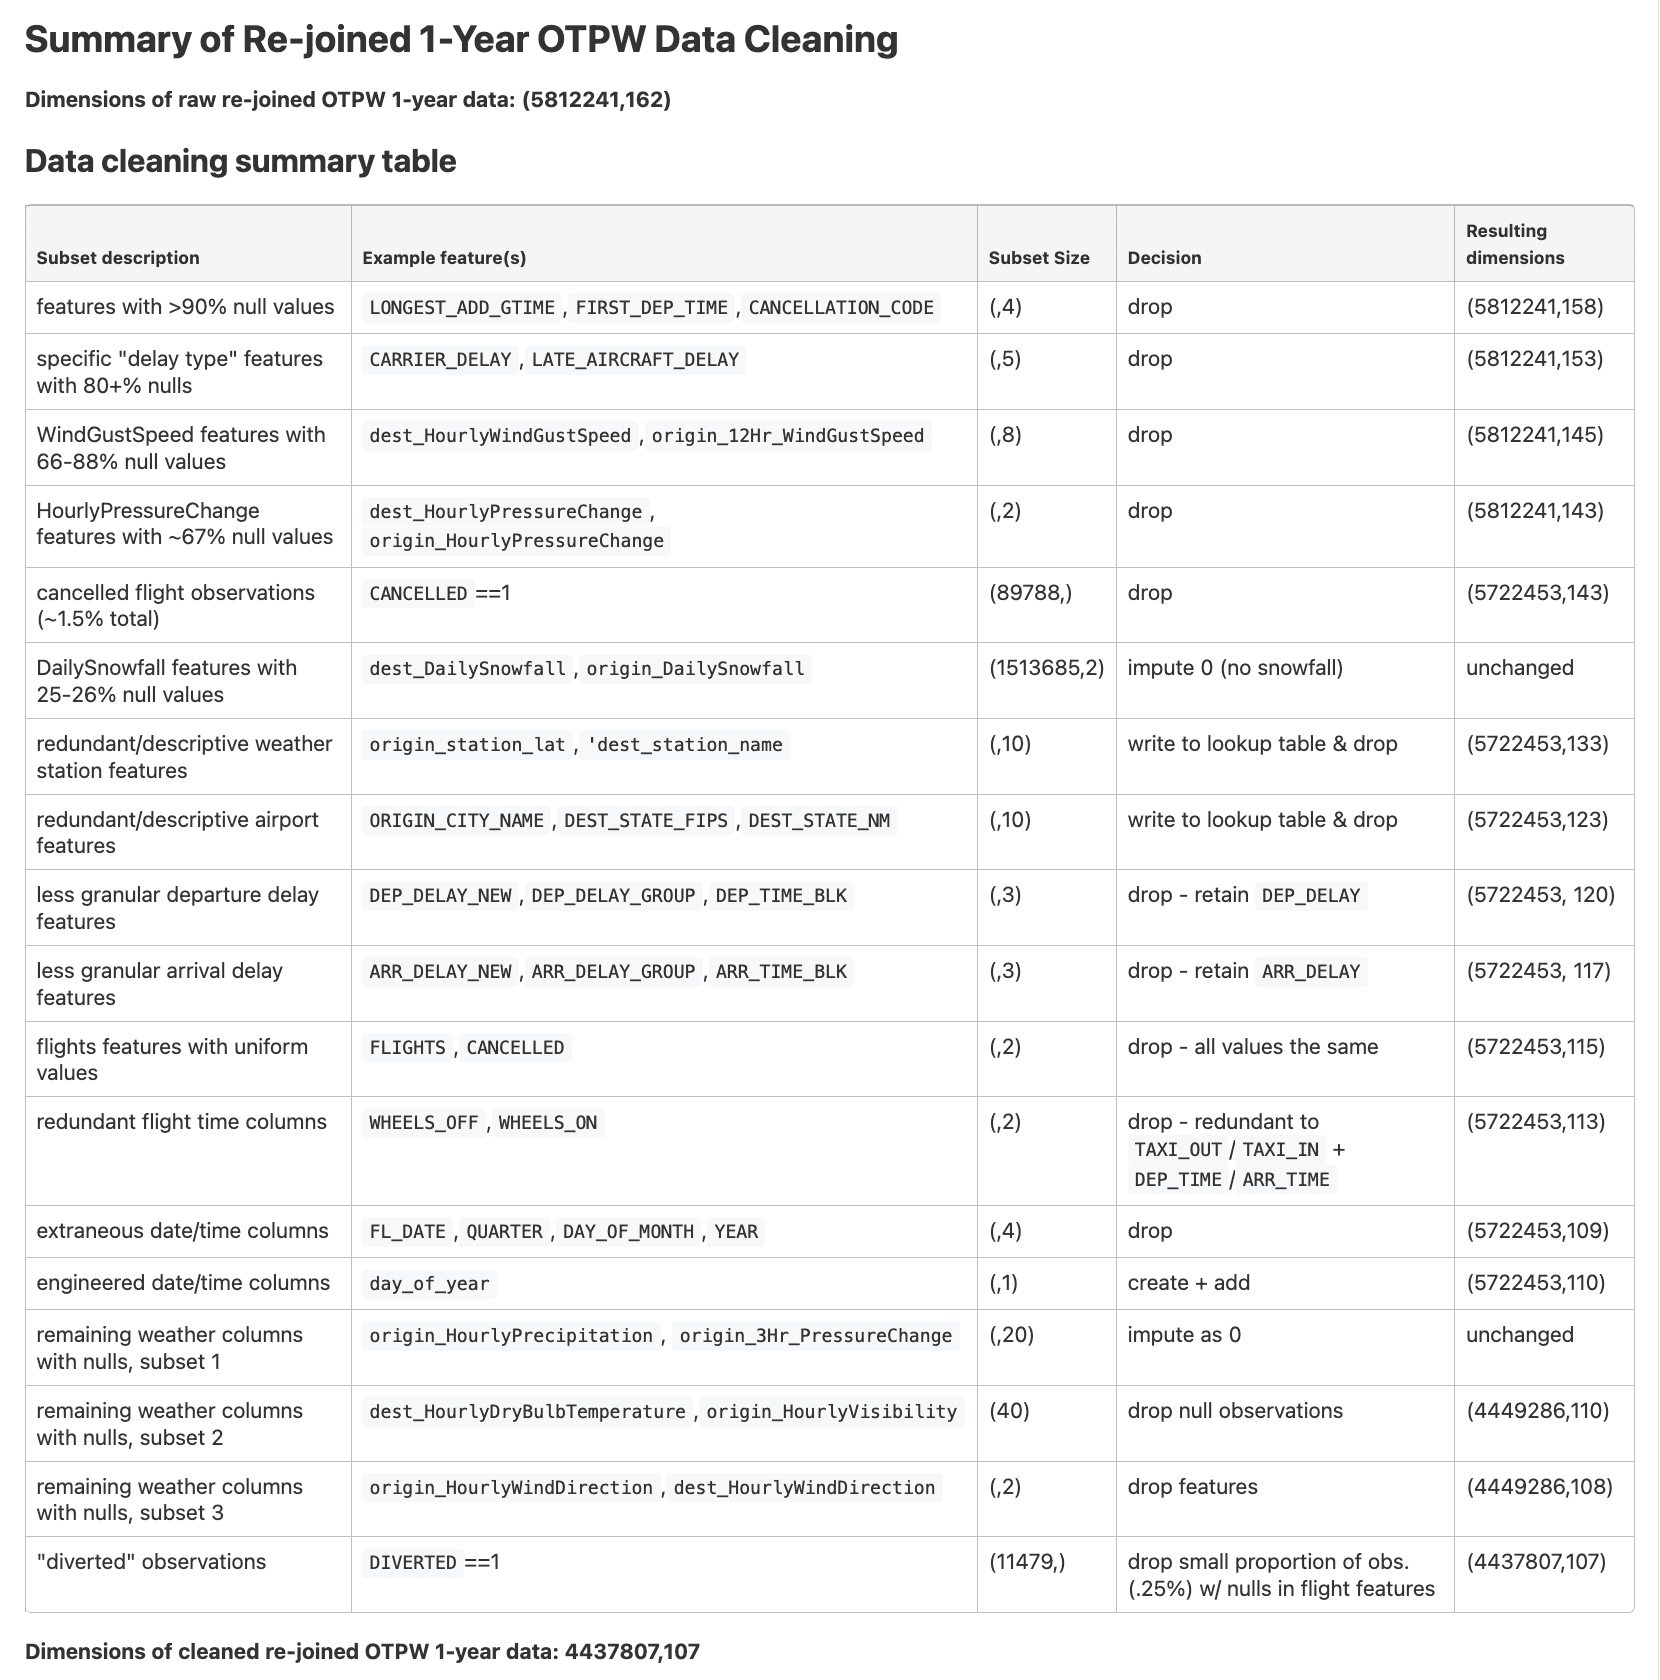 Summary of Re-joined 1-Year OTPW Data Cleaning
Dimensions of raw re-joined OTPW 1-year data: (5812241,162)
Data cleaning summary table
Subset description Example feature(s) Subset Size Decision Resulting dimensions
features with >90% null values LONGEST_ADD_GTIME , FIRST_DEP_TIME , CANCELLATION_CODE (,4) drop (5812241,158)
specific "delay type" features CARRIER_DELAY , LATE_AIRCRAFT_DELAY (,5) drop (5812241,153)
with 80+% nulls
WindGustSpeed features with dest_HourlyWindGustSpeed , origin_12Hr_WindGustSpeed (,8) drop (5812241,145)
66-88% null values
HourlyPressureChange dest_HourlyPressureChange , (,2) drop (5812241,143)
features with ~67% null values origin_HourlyPressureChange
cancelled flight observations CANCELLED ==1 (89788,) drop (5722453,143)
(~1.5% total)
DailySnowfall features with dest_DailySnowfall , origin_DailySnowfall (1513685,2) impute 0 (no snowfall) unchanged
25-26% null values
redundant/descriptive weather origin_station_lat , 'dest_station_name (,10) write to lookup table & drop (5722453,133)
station features
redundant/descriptive airport ORIGIN_CITY_NAME , DEST_STATE_FIPS , DEST_STATE_NM (,10) write to lookup table & drop (5722453,123)
features
less granular departure delay DEP_DELAY_NEW , DEP_DELAY_GROUP , DEP_TIME_BLK (,3) drop - retain DEP_DELAY (5722453, 120)
features
less granular arrival delay ARR_DELAY_NEW , ARR_DELAY_GROUP , ARR_TIME_BLK (,3) drop - retain ARR_DELAY (5722453, 117)
features
flights features with uniform FLIGHTS , CANCELLED (,2) drop - all values the same (5722453,115)
values
redundant flight time columns WHEELS_OFF , WHEELS_ON (,2) drop - redundant to (5722453,113)
TAXI_OUT / TAXI_IN +
DEP_TIME / ARR_TIME
extraneous date/time columns FL_DATE , QUARTER , DAY_OF_MONTH , YEAR (,4) drop (5722453,109)
engineered date/time columns day_of_year (,1) create + add (5722453,110)
remaining weather columns origin_HourlyPrecipitation , origin_3Hr_PressureChange (,20) impute as 0 unchanged
with nulls, subset 1
remaining weather columns dest_HourlyDryBulbTemperature , origin_HourlyVisibility (40) drop null observations (4449286,110)
with nulls, subset 2
remaining weather columns origin_HourlyWindDirection , dest_HourlyWindDirection (,2) drop features (4449286,108)
with nulls, subset 3
"diverted" observations DIVERTED ==1 (11479,) drop small proportion of obs. (4437807,107)
(.25%) w/ nulls in flight features
Dimensions of cleaned re-joined OTPW 1-year data: 4437807,107